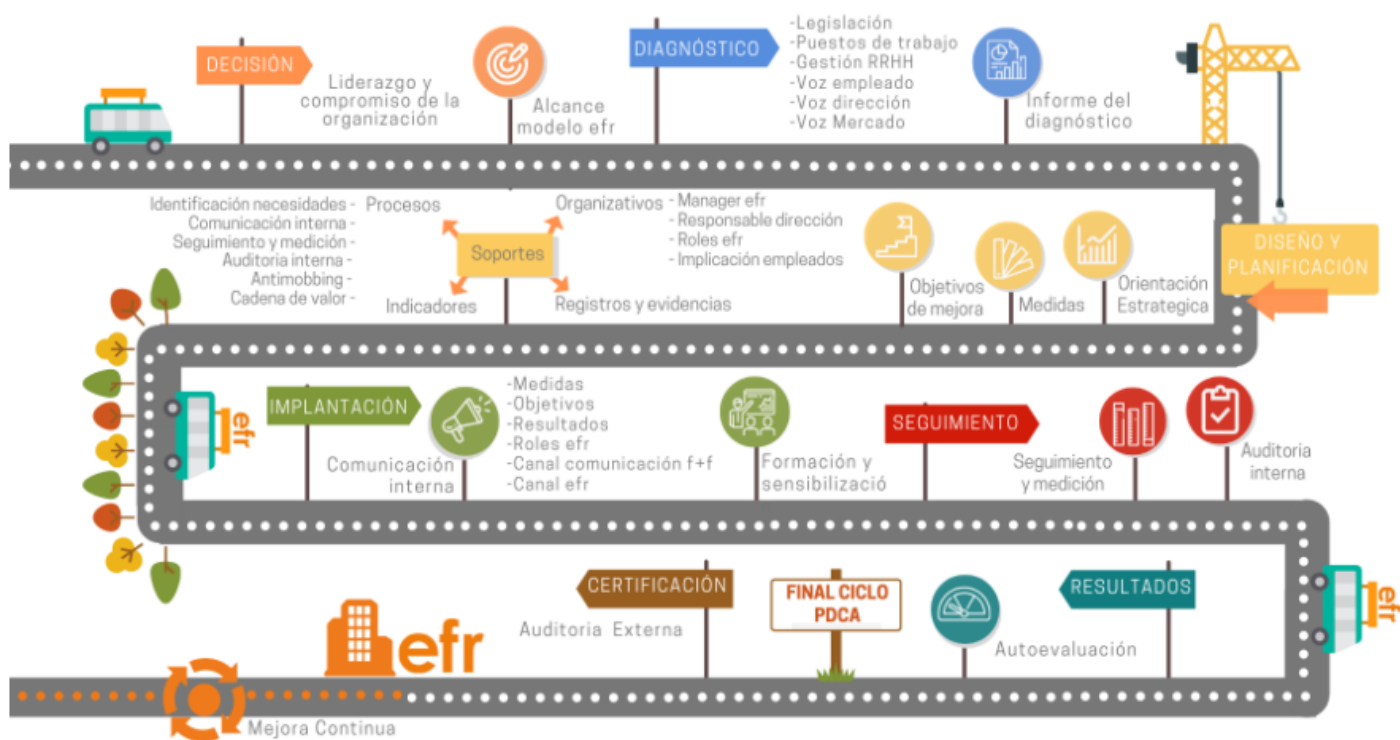 DECISIÓN
Liderazgo y
compromiso de la
organización
Alcance
modelo efr
DIAGNÓSTICO
-Legislación
-Puestos de trabajo
-Gestión RRHH
-Voz empleado
-Voz dirección
-Voz Mercado
Informe del
diagnóstico
DISEÑO Y
PLANIFICACIÓN
Orientación
Estrategica
Medidas
Objetivos
de mejora
Organizativos
- Manager efr
- Responsable dirección
- Roles efr
- Implicación empleados
Soportes
Registros y evidencias
Procesos
Identificación necesidades -
Comunicación interna -
Seguimiento y medición -
Auditoria interna -
Antimobbing -
Cadena de valor -
Indicadores
efr
IMPLANTACIÓN
Comunicación
interna
-Medidas
-Objetivos
-Resultados
-Roles efr
-Canal comunicación f+f
-Canal efr
Formación y
sensibilizació
SEGUIMIENTO
Seguimiento
y medición
Auditoria
interna
efr
RESULTADOS
Autoevaluación
FINAL CICLO
PDCA
CERTIFICACIÓN
Auditoria Externa
efr
Mejora Continua